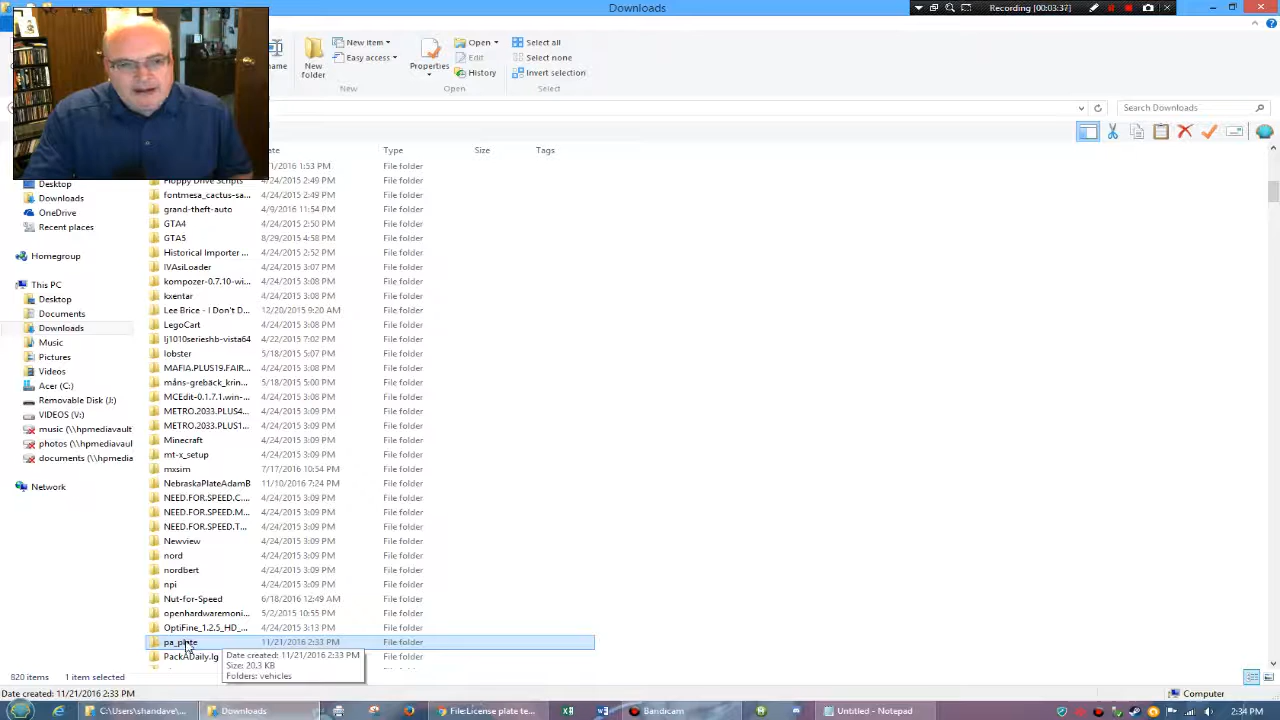 Downloads
Recording [00:03:37]
name
New folder
New item
Easy access
New
Properties
Open
Edit
History
Open
Select all
Select none
Invert selection
Select
Search Downloads
Type
Size
Tags
1:53 PM File folder
Floppy Drive Scripts 4/24/2015 2:49 PM File folder
fontmesa_cactus-sa... 4/24/2015 2:49 PM File folder
grand-theft-auto 4/9/2016 11:54 PM File folder
GTA4 4/24/2015 2:50 PM File folder
GTA5 8/29/2015 4:58 PM File folder
Historical Importer ... 4/24/2015 2:52 PM File folder
IVAsiLoader 4/24/2015 3:07 PM File folder
kompozer-0.7.10-wi... 4/24/2015 3:08 PM File folder
kxentar 4/24/2015 3:08 PM File folder
Lee Brice - I Don't D... 12/20/2015 9:20 AM File folder
LegoCart 4/24/2015 3:08 PM File folder
lj1010serieshb-vista64 4/22/2015 7:02 PM File folder
lobster 5/18/2015 5:07 PM File folder
MAFIA.PLUS19.FAIR... 4/24/2015 3:08 PM File folder
måns-grebäck_krin... 5/18/2015 5:00 PM File folder
MCEdit-0.1.7.1.win-... 4/24/2015 3:08 PM File folder
METRO.2033.PLUS4... 4/24/2015 3:09 PM File folder
METRO.2033.PLUS1... 4/24/2015 3:09 PM File folder
Minecraft 4/24/2015 3:09 PM File folder
mt-x_setup 4/24/2015 3:09 PM File folder
mxsim 7/17/2016 10:54 PM File folder
NebraskaPlateAdamB 11/10/2016 7:24 PM File folder
NEED.FOR.SPEED.C... 4/24/2015 3:09 PM File folder
NEED.FOR.SPEED.M... 4/24/2015 3:09 PM File folder
NEED.FOR.SPEED.T... 4/24/2015 3:09 PM File folder
Newview 4/24/2015 3:09 PM File folder
nord 4/24/2015 3:09 PM File folder
nordbert 4/24/2015 3:09 PM File folder
npi 4/24/2015 3:09 PM File folder
Nut-for-Speed 6/18/2016 12:49 AM File folder
openhardwaremoni... 5/2/2015 10:55 PM File folder
OptiFine_1.2.5_HD_... 4/24/2015 3:13 PM File folder
pa_plate 11/21/2016 2:33 PM File folder
PackADaily.lg File folder
Date created: 11/21/2016 2:33 PM
Size: 20.3 KB
Folders: vehicles
Desktop
Downloads
OneDrive
Recent places
Homegroup
This PC
Desktop
Documents
Downloads
Music
Pictures
Videos
Acer (C:)
Removable Disk (J:)
VIDEOS (V:)
music (\\hpmediavault
photos (\\hpmediavaul
documents (\\hpmedia
Network
820 items 1 item selected
Date created: 11/21/2016 2:33 PM
Computer
C:\Users\shandave\...
Downloads
File:License plate te...
Bandicam
Untitled - Notepad
2:34 PM